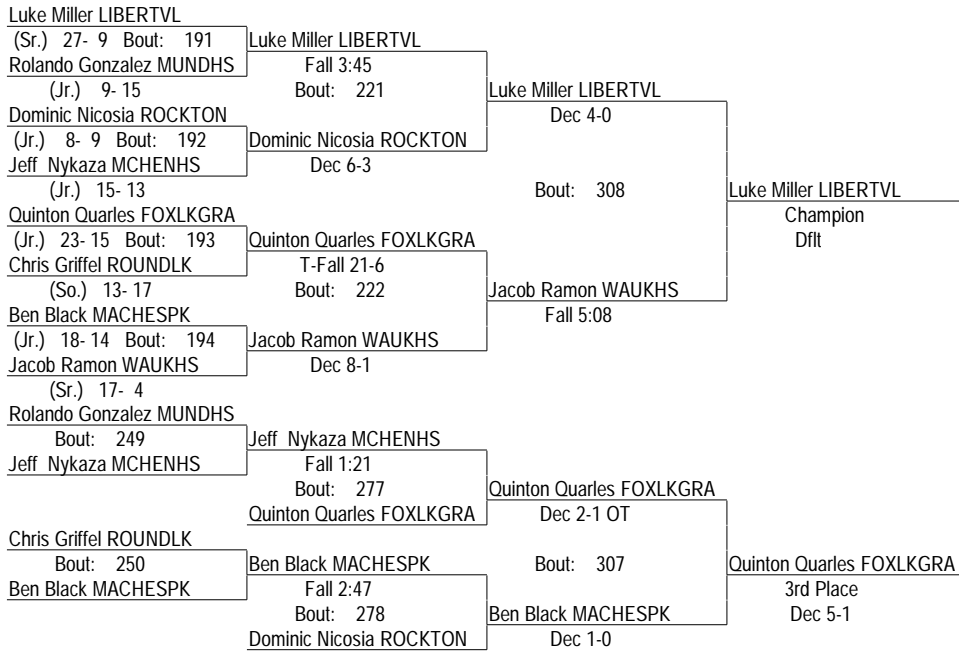 Luke Miller LIBERTVL
(Sr.) 27- 9 Bout: 191 Luke Miller LIBERTVL
Rolando Gonzalez MUNDHS Fall 3:45
(Jr.) 9- 15 Bout: 221 Luke Miller LIBERTVL
Dominic Nicosia ROCKTON Dec 4-0
(Jr.) 8- 9 Bout: 192 Dominic Nicosia ROCKTON
Jeff Nykaza MCHENHS Dec 6-3
(Jr.) 15- 13 Bout: 308 Luke Miller LIBERTVL
Quinton Quarles FOXLKGRA Champion
(Jr.) 23- 15 Bout: 193 Quinton Quarles FOXLKGRA Dflt
Chris Griffel ROUNDLK T-Fall 21-6
(So.) 13- 17 Bout: 222 Jacob Ramon WAUKHS
Ben Black MACHESPK Fall 5:08
(Jr.) 18- 14 Bout: 194 Jacob Ramon WAUKHS
Jacob Ramon WAUKHS Dec 8-1
(Sr.) 17- 4
Rolando Gonzalez MUNDHS
Bout: 249 Jeff Nykaza MCHENHS
Jeff Nykaza MCHENHS Fall 1:21
Bout: 277 Quinton Quarles FOXLKGRA
Quinton Quarles FOXLKGRA Dec 2-1 OT
Chris Griffel ROUNDLK
Bout: 250 Ben Black MACHESPK Bout: 307 Quinton Quarles FOXLKGRA
Ben Black MACHESPK Fall 2:47 3rd Place
Bout: 278 Ben Black MACHESPK Dec 5-1
Dominic Nicosia ROCKTON Dec 1-0